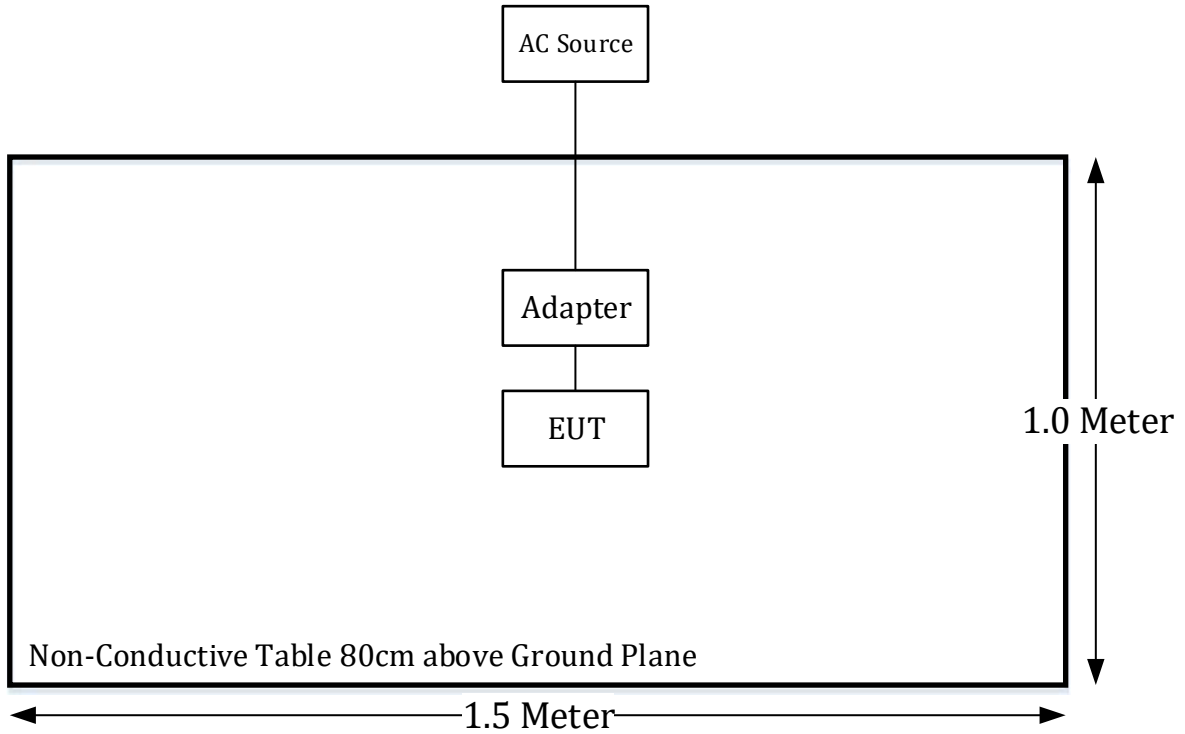 AC Source
Adapter
EUT
1.0 Meter
Non-Conductive Table 80cm above Ground Plane
1.5 Meter